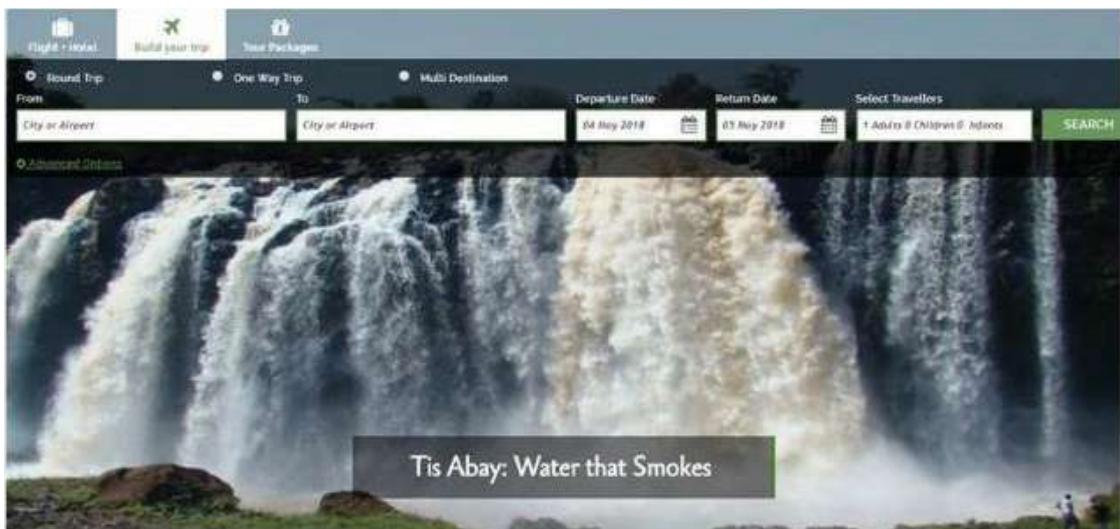 Flight + Hotel
Build your trip
Tour Packages
Round Trip
One Way Trip
Multi Destination
From
To
Departure Date
Return Date
Select Travellers
City or Airport
City or Airport
04 May 2018
05 May 2018
1 Adults 0 Children 0 Infants
SEARCH
Advanced Options
Tis Abay: Water that Smokes